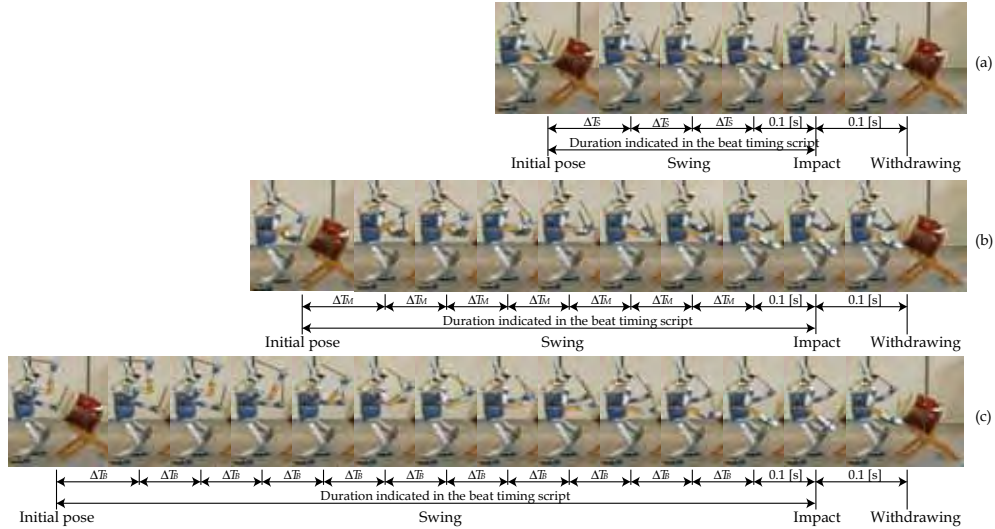 (a)
ΔTS ΔTS ΔTS 0.1 [s] 0.1 [s]
Duration indicated in the beat timing script
Initial pose Swing Impact Withdrawing
(b)
ΔTM ΔTM ΔTM ΔTM ΔTM ΔTM ΔTM 0.1 [s] 0.1 [s]
Duration indicated in the beat timing script
Initial pose Swing Impact Withdrawing
(c)
ΔTB ΔTB ΔTB ΔTB ΔTB ΔTB ΔTB ΔTB ΔTB ΔTB ΔTB 0.1 [s] 0.1 [s]
Duration indicated in the beat timing script
Initial pose Swing Impact Withdrawing